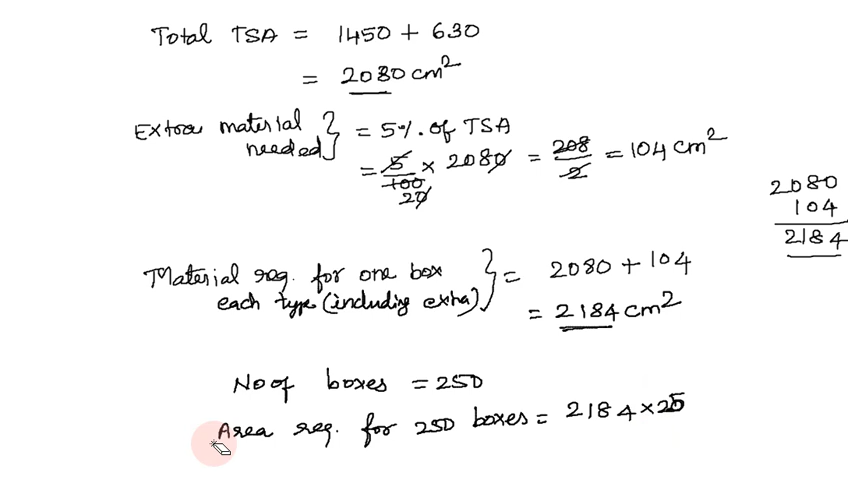 Total TSA = 1450 + 630
= 2080 cm²
Extra material needed } = 5% of TSA
= 5/100 × 2080 = 208/2 = 104 cm²
20
2080
104
2184
Material req. for one box each type (including extra) } = 2080 + 104
= 2184 cm²
No of boxes = 250
Area req. for 250 boxes = 2184 × 25